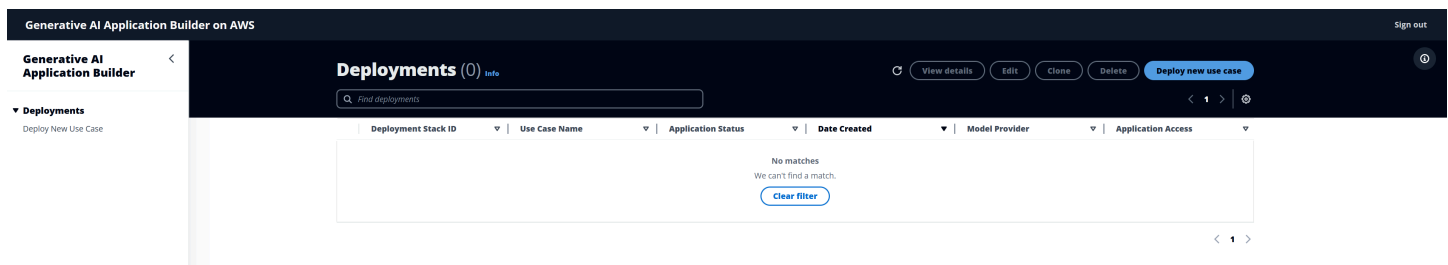 Generative AI Application Builder on AWS
Sign out
Generative AI
Application Builder
Deployments
Deploy New Use Case
Deployments (0) Info
View details
Edit
Clone
Delete
Deploy new use case
Find deployments
1
Deployment Stack ID
Use Case Name
Application Status
Date Created
Model Provider
Application Access
No matches
We can't find a match.
Clear filter
1